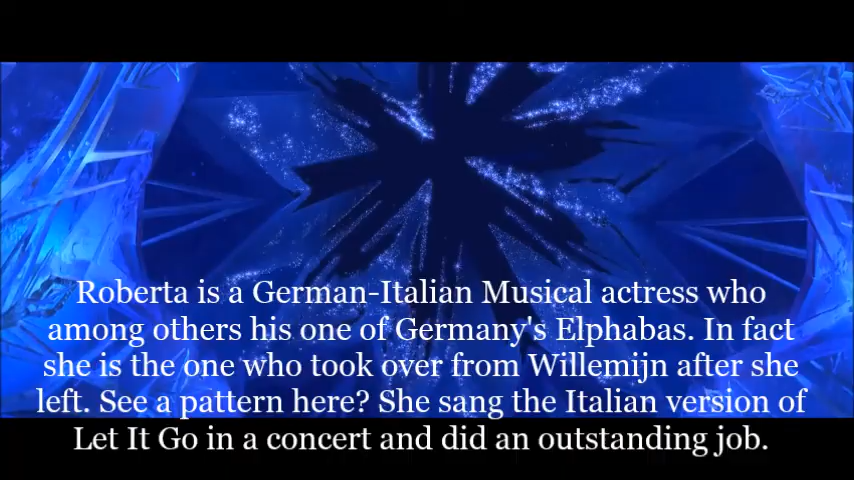 Roberta is a German-Italian Musical actress who
among others his one of Germany's Elphabas. In fact
she is the one who took over from Willemijn after she
left. See a pattern here? She sang the Italian version of
Let It Go in a concert and did an outstanding job.